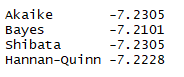 Akaike       -7.2305
Bayes        -7.2101
Shibata      -7.2305
Hannan-Quinn -7.2228